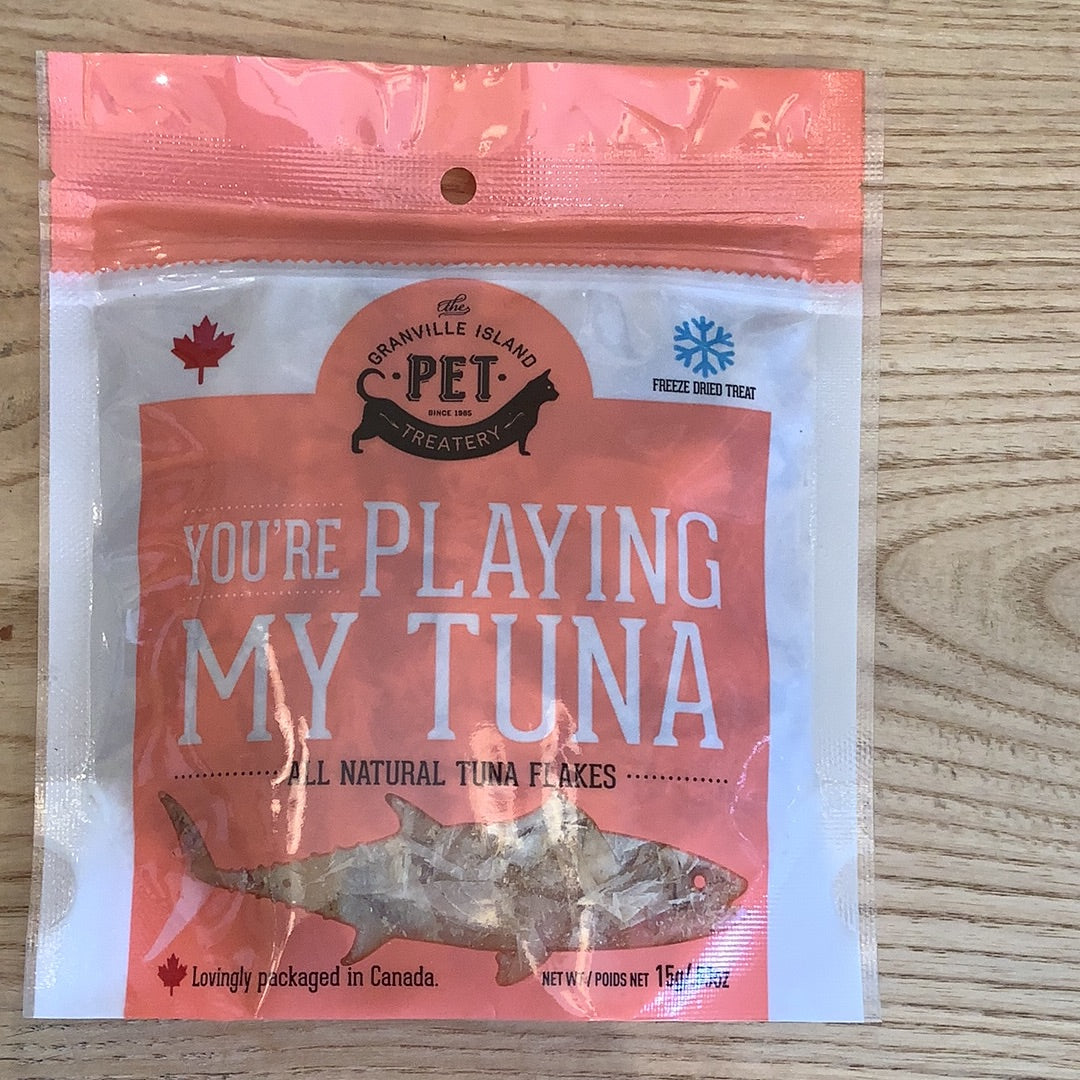 The
GRANVILLE ISLAND
·PET·
SINCE 1985
TREATERY
FREEZE DRIED TREAT
YOU'RE PLAYING
MY TUNA
ALL NATURAL TUNA FLAKES
Lovingly packaged in Canada.
NET WT / POIDS NET 15g/